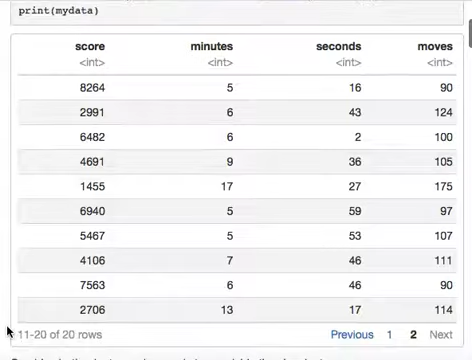 print(mydata)
score minutes seconds moves
<int> <int> <int> <int>
8264 5 16 90
2991 6 43 124
6482 6 2 100
4691 9 36 105
1455 17 27 175
6940 5 59 97
5467 5 53 107
4106 7 46 111
7563 6 46 90
2706 13 17 114
11-20 of 20 rows Previous 1 2 Next